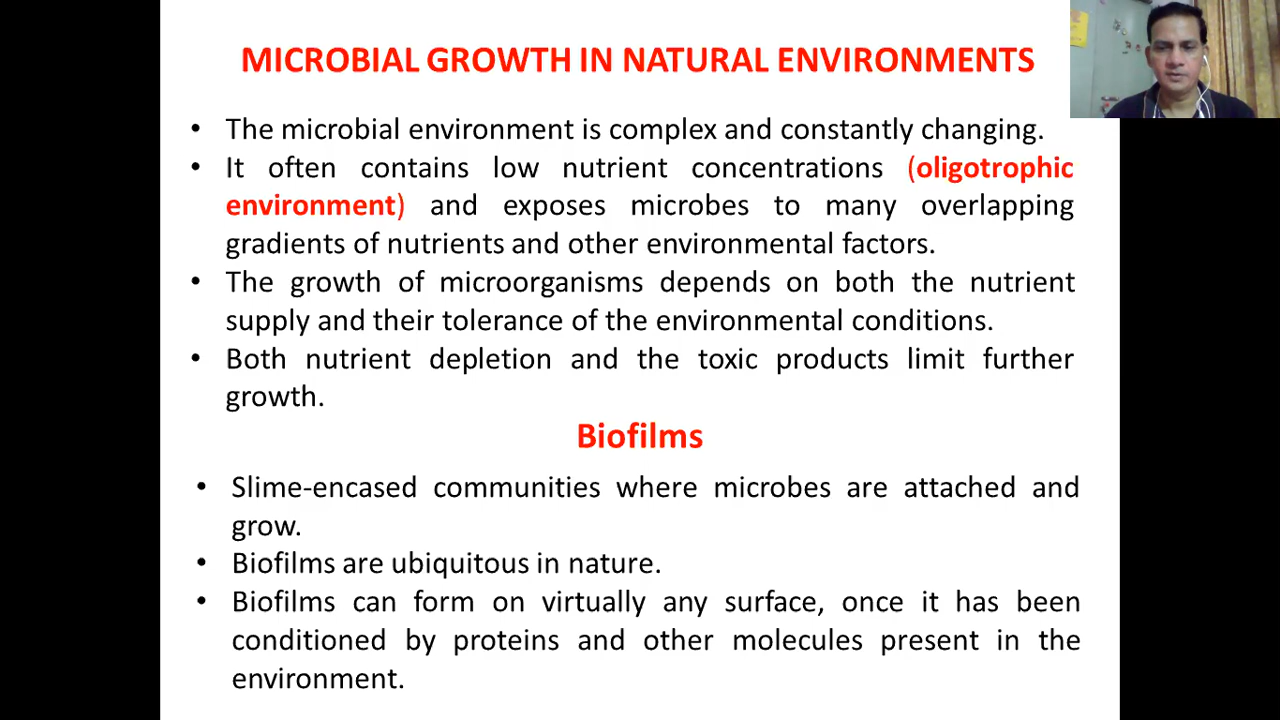 MICROBIAL GROWTH IN NATURAL ENVIRONMENTS
• The microbial environment is complex and constantly changing.
• It often contains low nutrient concentrations (oligotrophic
environment) and exposes microbes to many overlapping
gradients of nutrients and other environmental factors.
• The growth of microorganisms depends on both the nutrient
supply and their tolerance of the environmental conditions.
• Both nutrient depletion and the toxic products limit further
growth.
Biofilms
• Slime-encased communities where microbes are attached and
grow.
• Biofilms are ubiquitous in nature.
• Biofilms can form on virtually any surface, once it has been
conditioned by proteins and other molecules present in the
environment.